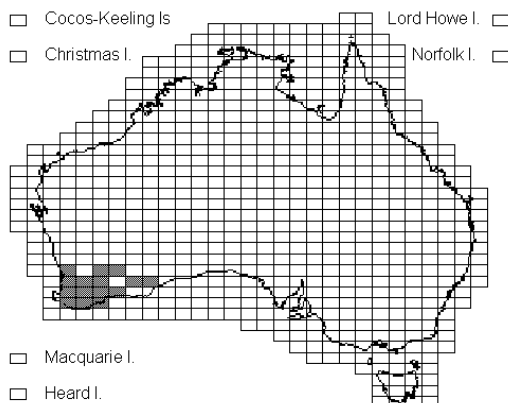 Cocos-Keeling Is
Lord Howe I.
Christmas I.
Norfolk I.
Macquarie I.
Heard I.